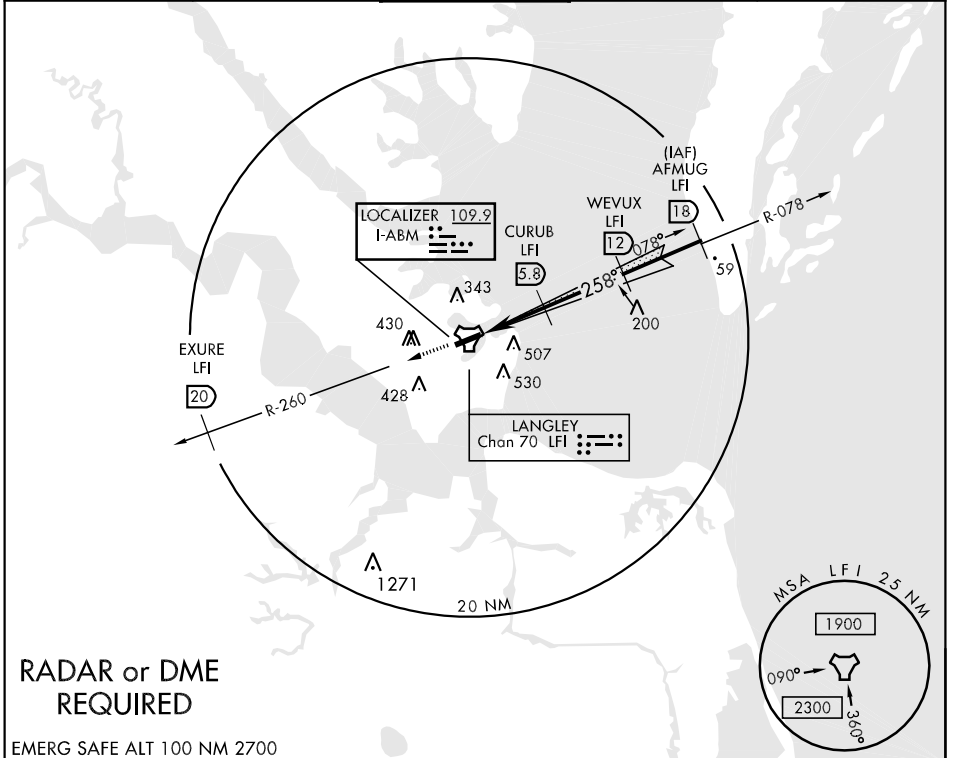 (IAF)
AFMUG
LFI
18
R-078
WEVUX
LFI
12
078°
59
LOCALIZER 109.9
I-ABM
CURUB
LFI
5.8
258°
200
343
430
507
530
428
EXURE
LFI
20
R-260
LANGLEY
Chan 70 LFI
1271
20 NM
MSA LFI 25 NM
1900
090°
2300
360°
RADAR or DME
REQUIRED
EMERG SAFE ALT 100 NM 2700